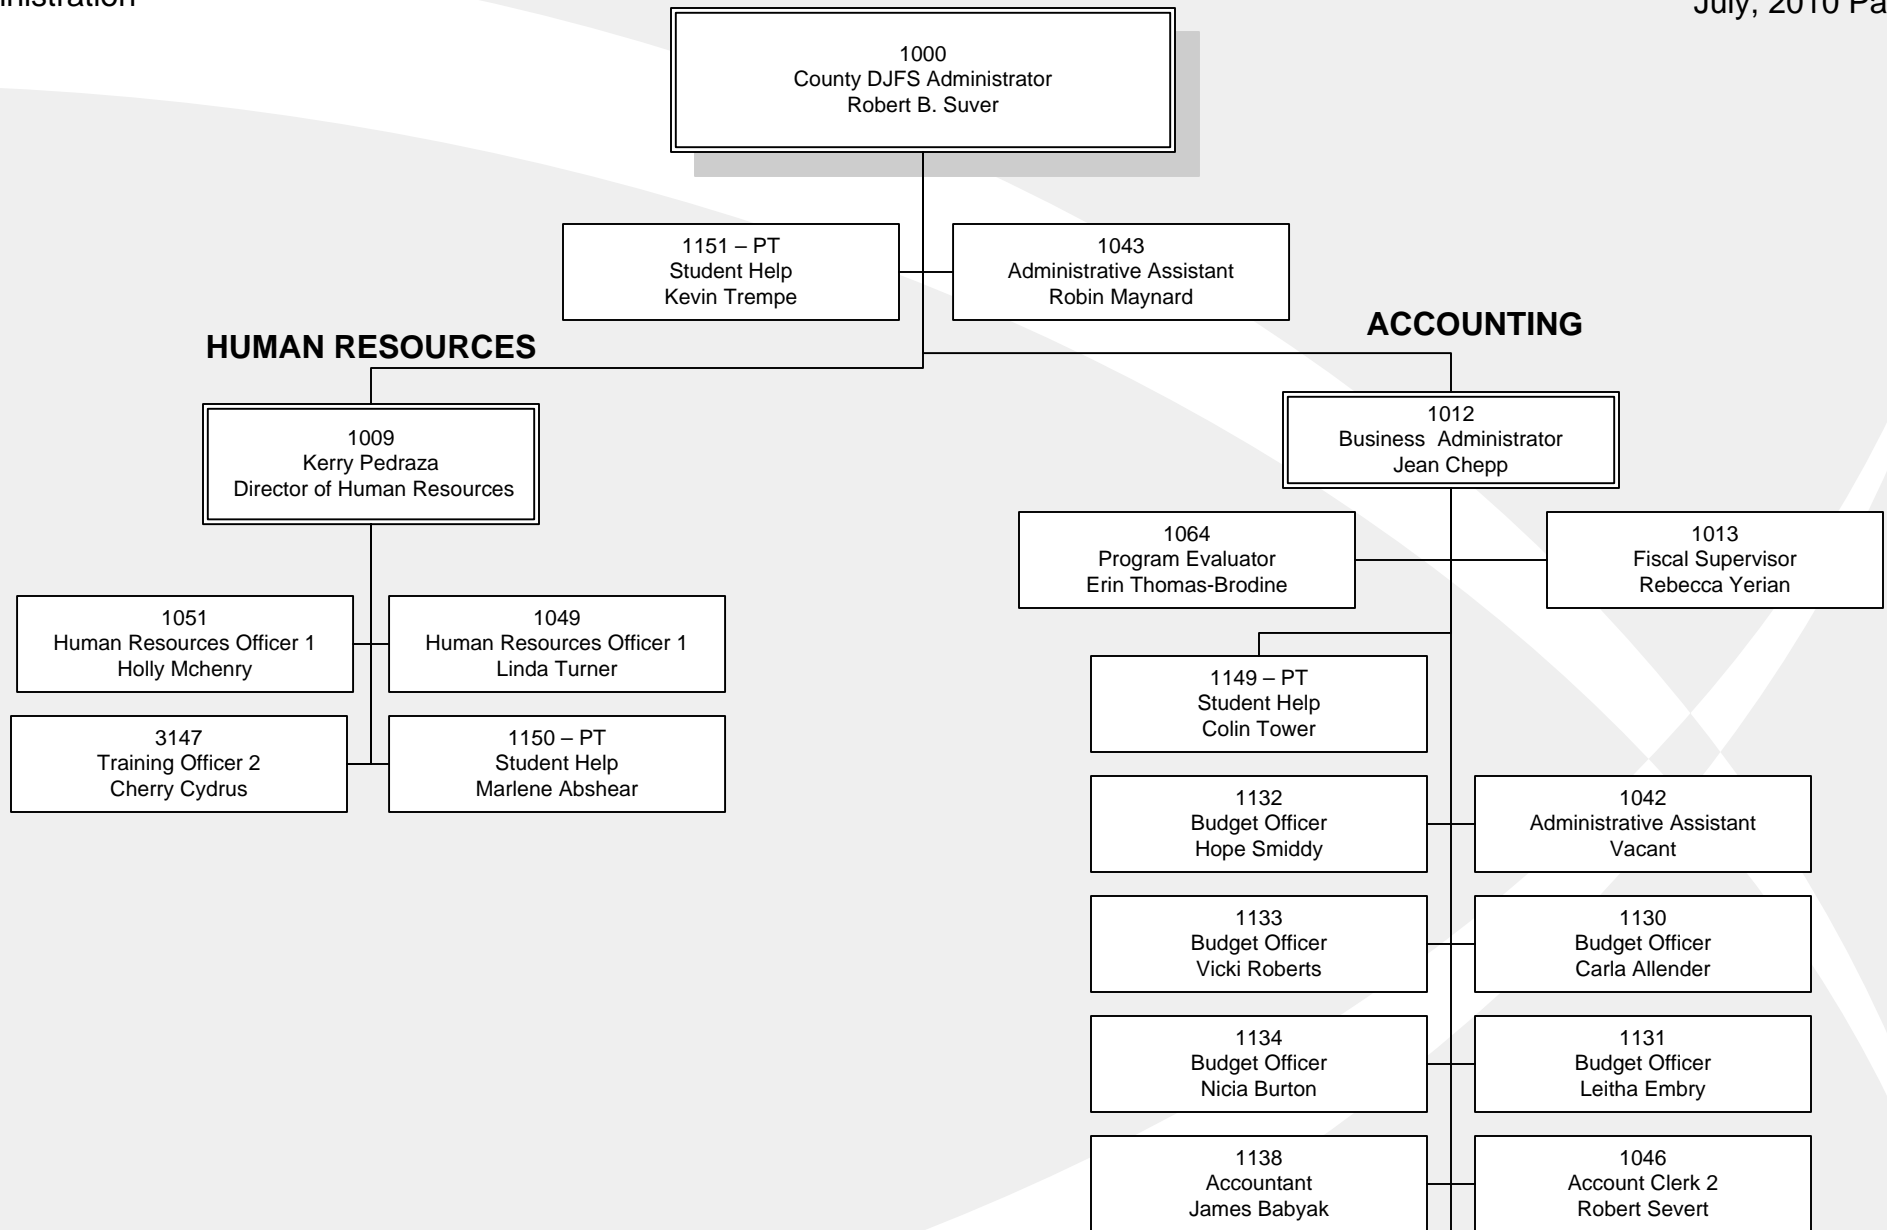 1000
County DJFS Administrator
Robert B. Suver
1151 – PT
Student Help
Kevin Trempe
1043
Administrative Assistant
Robin Maynard
HUMAN RESOURCES
ACCOUNTING
1009
Kerry Pedraza
Director of Human Resources
1012
Business Administrator
Jean Chepp
1064
Program Evaluator
Erin Thomas-Brodine
1013
Fiscal Supervisor
Rebecca Yerian
1051
Human Resources Officer 1
Holly Mchenry
1049
Human Resources Officer 1
Linda Turner
3147
Training Officer 2
Cherry Cydrus
1150 – PT
Student Help
Marlene Abshear
1149 – PT
Student Help
Colin Tower
1132
Budget Officer
Hope Smiddy
1042
Administrative Assistant
Vacant
1133
Budget Officer
Vicki Roberts
1130
Budget Officer
Carla Allender
1134
Budget Officer
Nicia Burton
1131
Budget Officer
Leitha Embry
1138
Accountant
James Babyak
1046
Account Clerk 2
Robert Severt
July, 2010